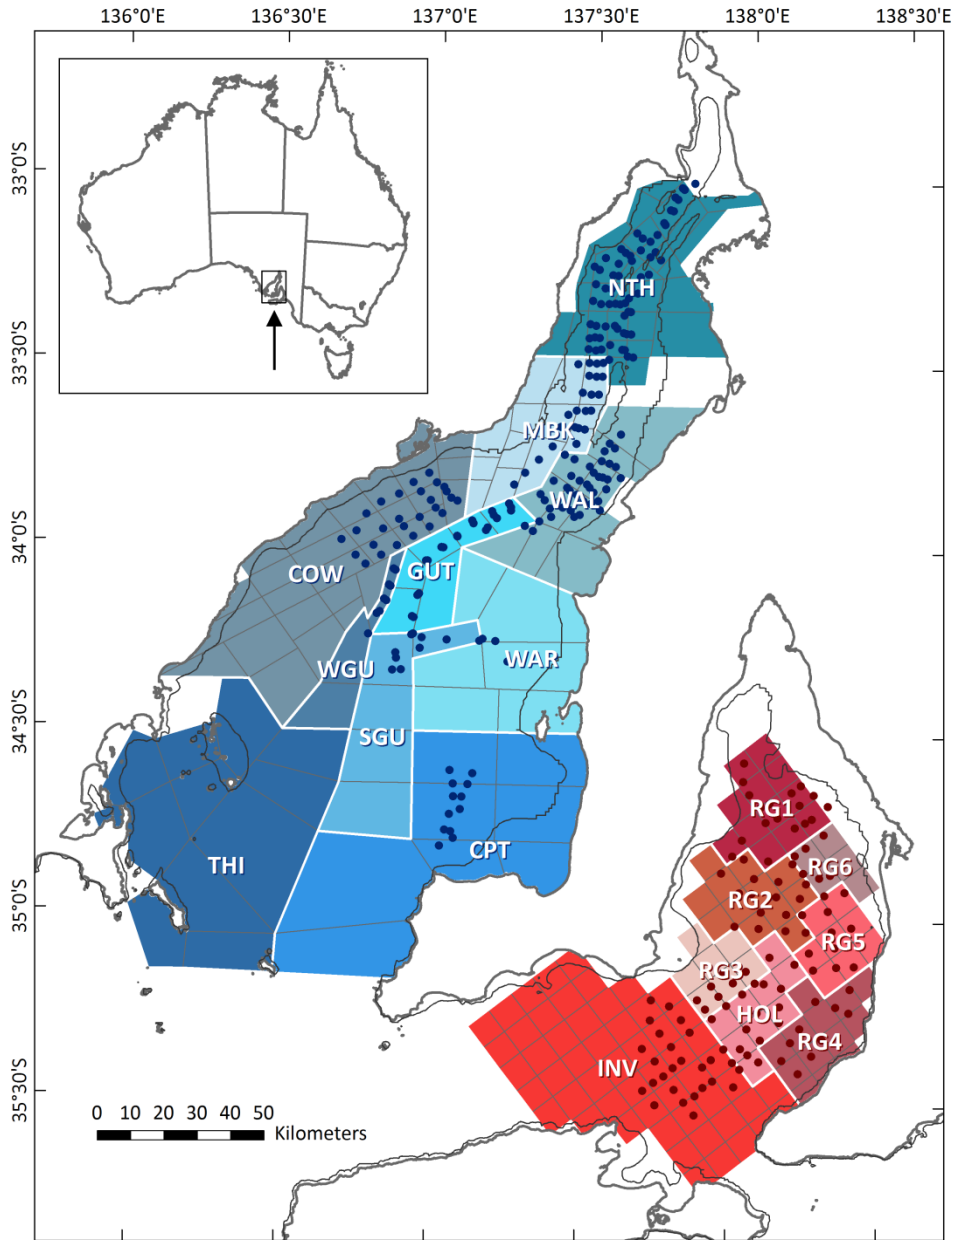 136°0'E 136°30'E 137°0'E 137°30'E 138°0'E 138°30'E
33°0'S
NTH
33°30'S
MBK
WAL
34°0'S
COW
GUT
WAR
WGU
34°30'S
SGU
RG1
CPT
THI
RG6
RG2
35°0'S
RG5
RG3
HOL
RG4
INV
35°30'S
0 10 20 30 40 50
Kilometers